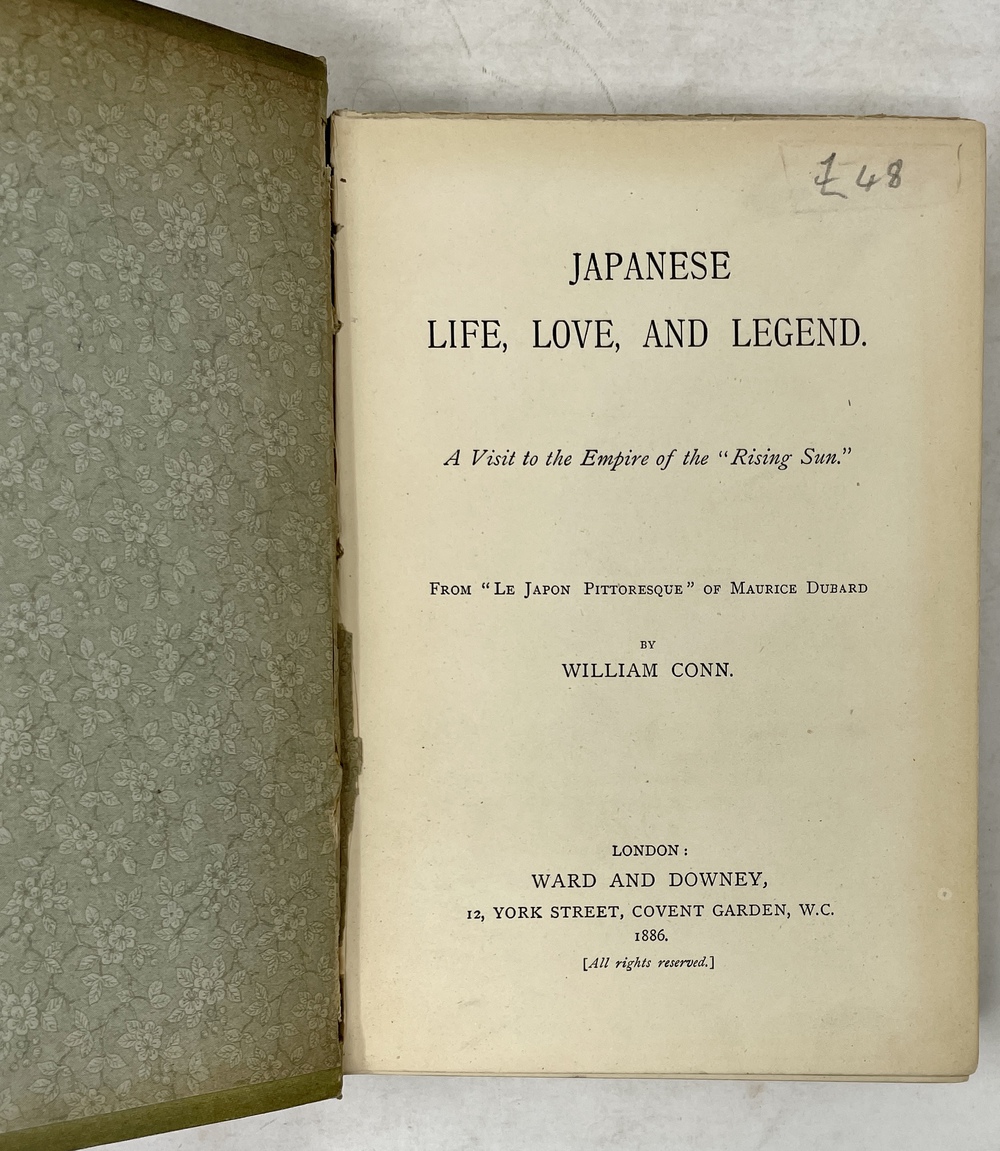 £48
JAPANESE
LIFE, LOVE, AND LEGEND.
A Visit to the Empire of the “Rising Sun.”
From “Le Japon Pittoresque” of Maurice Dubard
BY
WILLIAM CONN.
LONDON:
WARD AND DOWNEY,
12, YORK STREET, COVENT GARDEN, W.C.
1886.
[All rights reserved.]